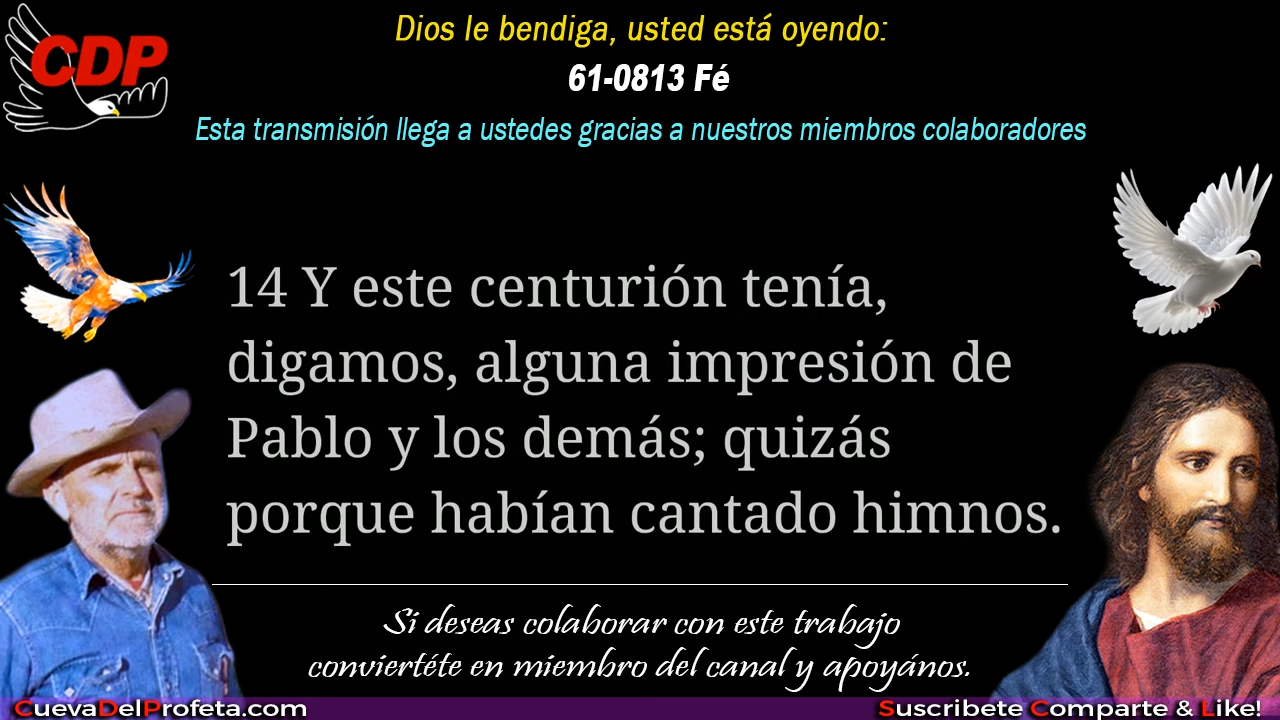 CDP
Dios le bendiga, usted está oyendo:
61-0813 Fé
Esta transmisión llega a ustedes gracias a nuestros miembros colaboradores
14 Y este centurión tenía,
digamos, alguna impresión de
Pablo y los demás; quizás
porque habían cantado himnos.
Si deseas colaborar con este trabajo
conviertéte en miembro del canal y apoyános.
CuevaDelProfeta.com
Suscribete Comparte & Like!